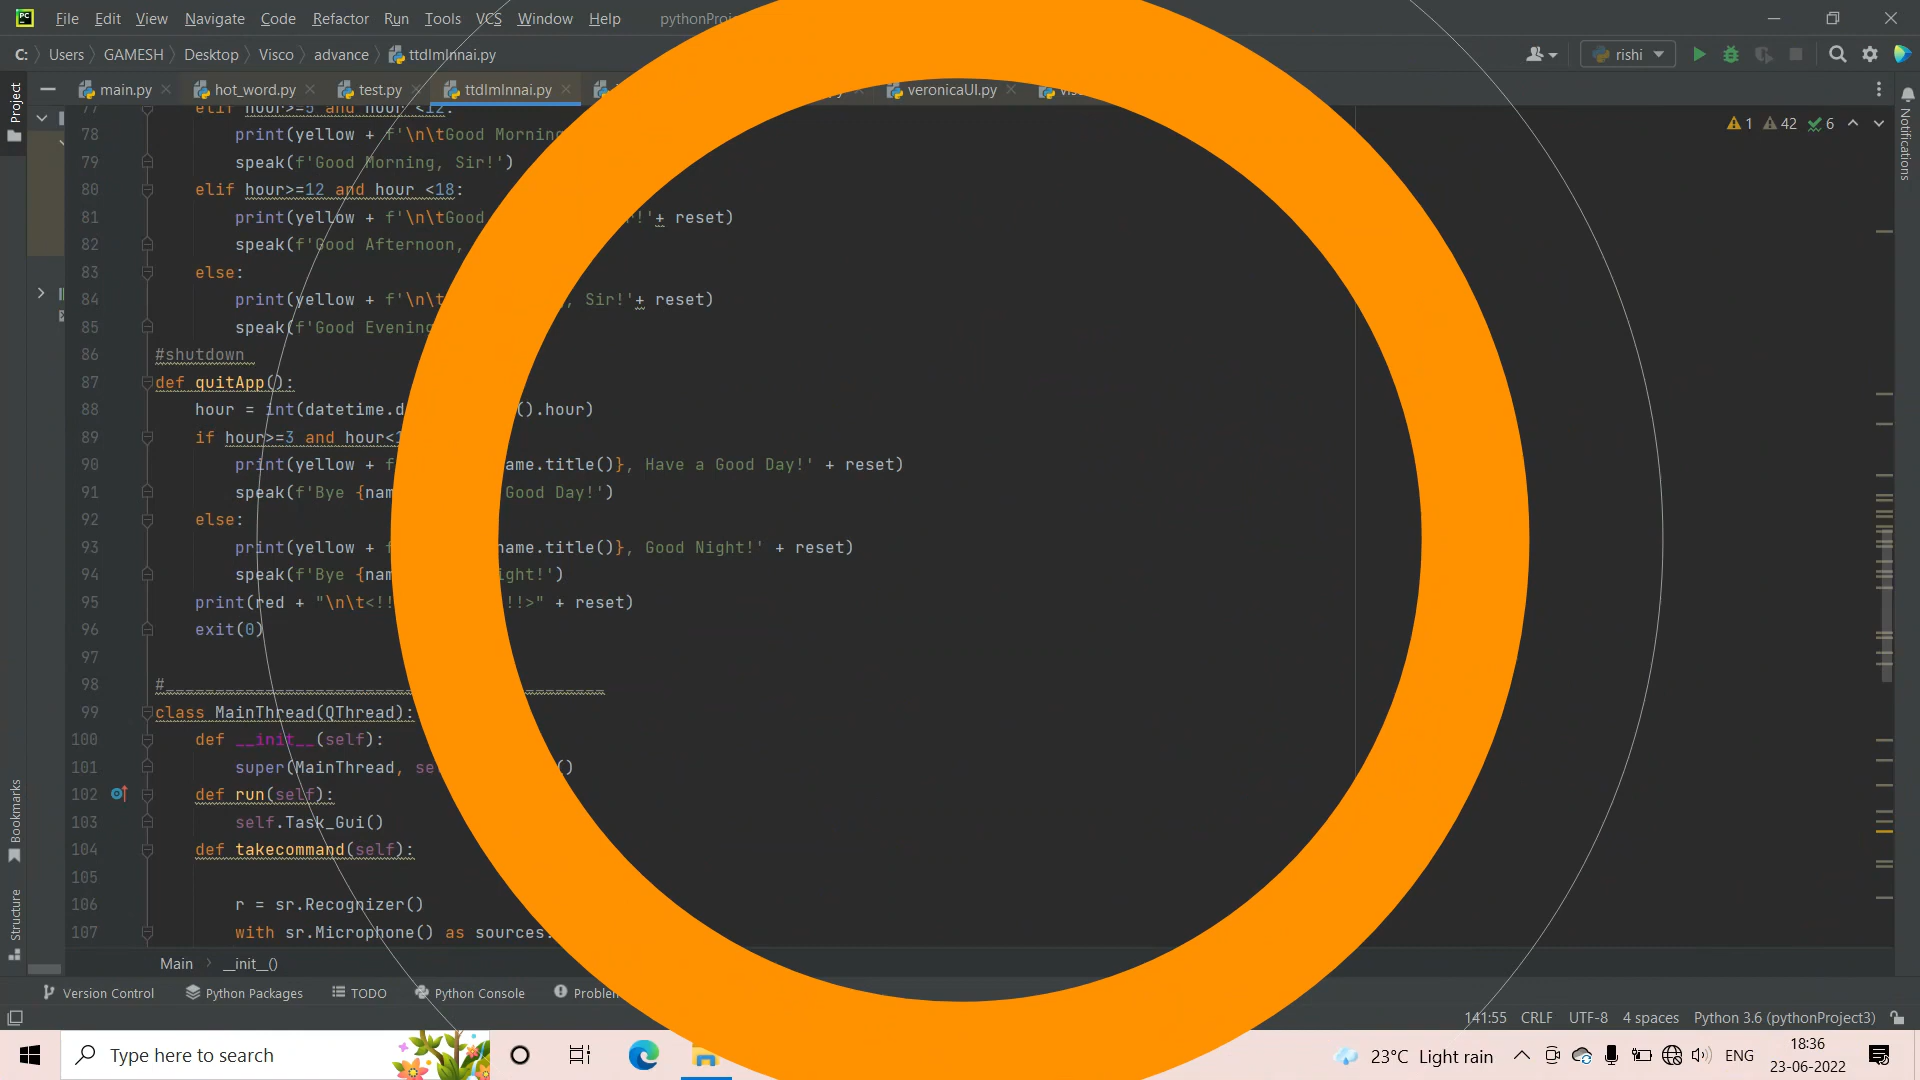 File Edit View Navigate Code Refactor Run Tools VCS Window Help pythonProj
C: Users GAMESH Desktop Visco advance ttdlmlnnai.py rishi
main.py hot_word.py test.py ttdlmlnnai.py veronicaUI.py
Project
Notifications
1 42 6
77 elif hour>=5 and hour <12:
78 print(yellow + f'\n\tGood Morning
79 speak(f'Good Morning, Sir!')
80 elif hour>=12 and hour <18:
81 print(yellow + f'\n\tGood !'+ reset)
82 speak(f'Good Afternoon,
83 else:
84 print(yellow + f'\n\t , Sir!'+ reset)
85 speak(f'Good Evening
86 #shutdown
87 def quitApp():
88 hour = int(datetime.d ().hour)
89 if hour>=3 and hour<1
90 print(yellow + f ame.title()}, Have a Good Day!' + reset)
91 speak(f'Bye {nam Good Day!')
92 else:
93 print(yellow + f name.title()}, Good Night!' + reset)
94 speak(f'Bye {nam ight!')
95 print(red + "\n\t<!! !!>" + reset)
96 exit(0)
97
98 #
99 class MainThread(QThread):
100 def __init__(self):
101 super(MainThread, se ()
102 def run(self):
103 self.Task_Gui()
104 def takecommand(self):
105
106 r = sr.Recognizer()
107 with sr.Microphone() as sources:
Bookmarks
Structure
Main __init__()
Version Control Python Packages TODO Python Console Problem
141:55 CRLF UTF-8 4 spaces Python 3.6 (pythonProject3)
Type here to search 23°C Light rain ENG 18:36
23-06-2022